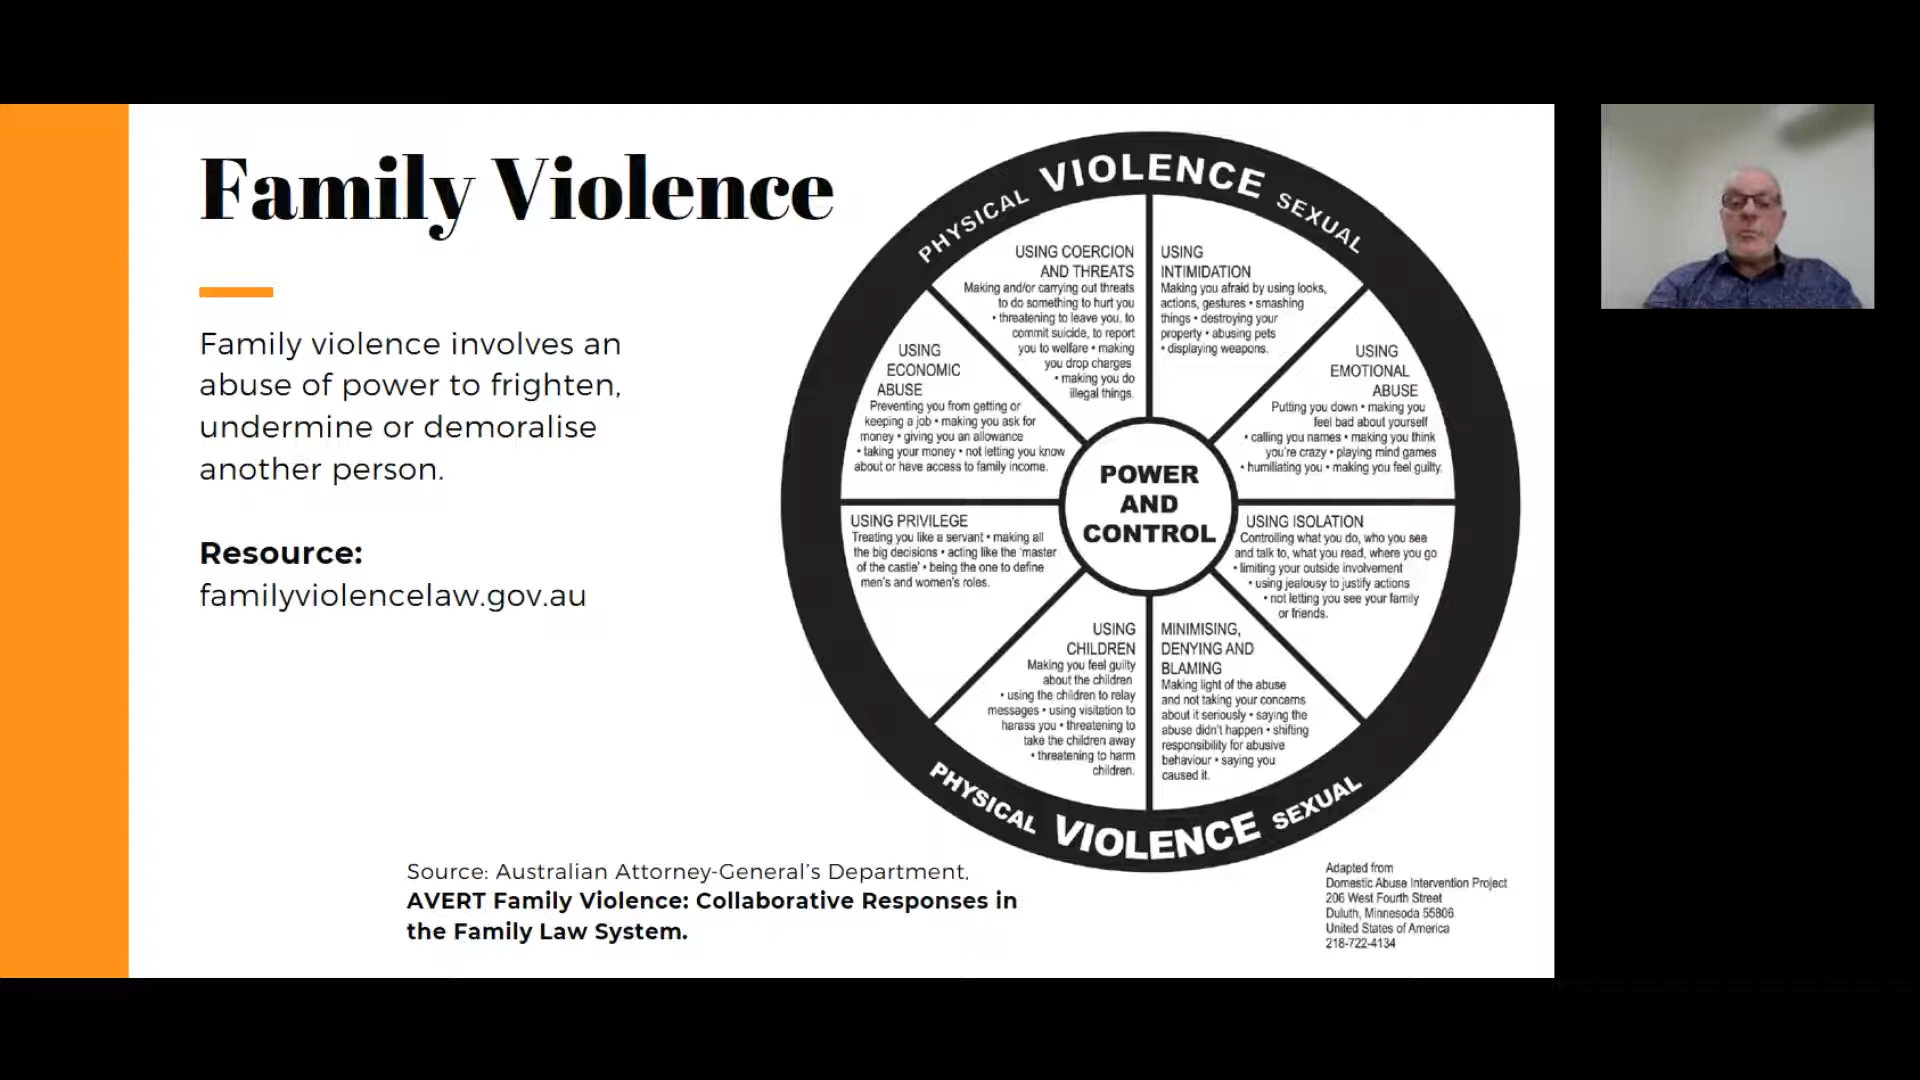 Family Violence
Family violence involves an
abuse of power to frighten,
undermine or demoralise
another person.
Resource:
familyviolencelaw.gov.au
PHYSICAL VIOLENCE SEXUAL
USING COERCION
AND THREATS
Making and/or carrying out threats
to do something to hurt you
• threatening to leave you, to
commit suicide, to report
you to welfare • making
you drop charges
• making you do
illegal things.
USING
INTIMIDATION
Making you afraid by using looks,
actions, gestures • smashing
things • destroying your
property • abusing pets
• displaying weapons.
USING
EMOTIONAL
ABUSE
Putting you down • making you
feel bad about yourself
• calling you names • making you think
you're crazy • playing mind games
• humiliating you • making you feel guilty.
USING ISOLATION
Controlling what you do, who you see
and talk to, what you read, where you go
• limiting your outside involvement
• using jealousy to justify actions
• not letting you see your family
or friends.
MINIMISING,
DENYING AND
BLAMING
Making light of the abuse
and not taking your concerns
about it seriously • saying the
abuse didn't happen • shifting
responsibility for abusive
behaviour • saying you
caused it.
USING
CHILDREN
Making you feel guilty
about the children
• using the children to relay
messages • using visitation to
harass you • threatening to
take the children away
• threatening to harm
children.
USING PRIVILEGE
Treating you like a servant • making all
the big decisions • acting like the 'master
of the castle' • being the one to define
men's and women's roles.
USING
ECONOMIC
ABUSE
Preventing you from getting or
keeping a job • making you ask for
money • giving you an allowance
• taking your money • not letting you know
about or have access to family income.
POWER
AND
CONTROL
PHYSICAL VIOLENCE SEXUAL
Source: Australian Attorney-General's Department,
AVERT Family Violence: Collaborative Responses in
the Family Law System.
Adapted from
Domestic Abuse Intervention Project
206 West Fourth Street
Duluth, Minnesoda 55806
United States of America
218-722-4134